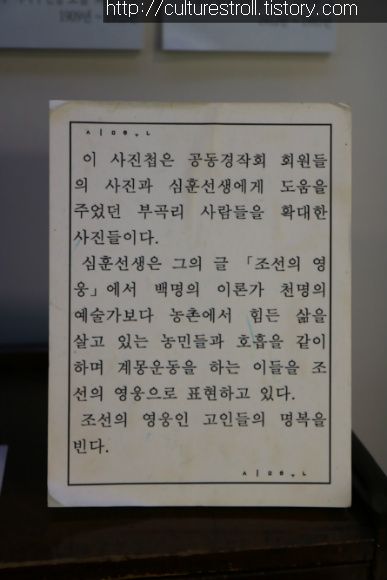 http://culturestroll.tistory.com
1909년 ~
이 사진첩은 공동경작회 회원들
의 사진과 심훈선생에게 도움을
주었던 부곡리 사람들을 확대한
사진들이다.
심훈선생은 그의 글 「조선의 영
웅」에서 백명의 이론가 천명의
예술가보다 농촌에서 힘든 삶을
살고 있는 농민들과 호흡을 같이
하며 계몽운동을 하는 이들을 조
선의 영웅으로 표현하고 있다.
조선의 영웅인 고인들의 명복을
빈다.